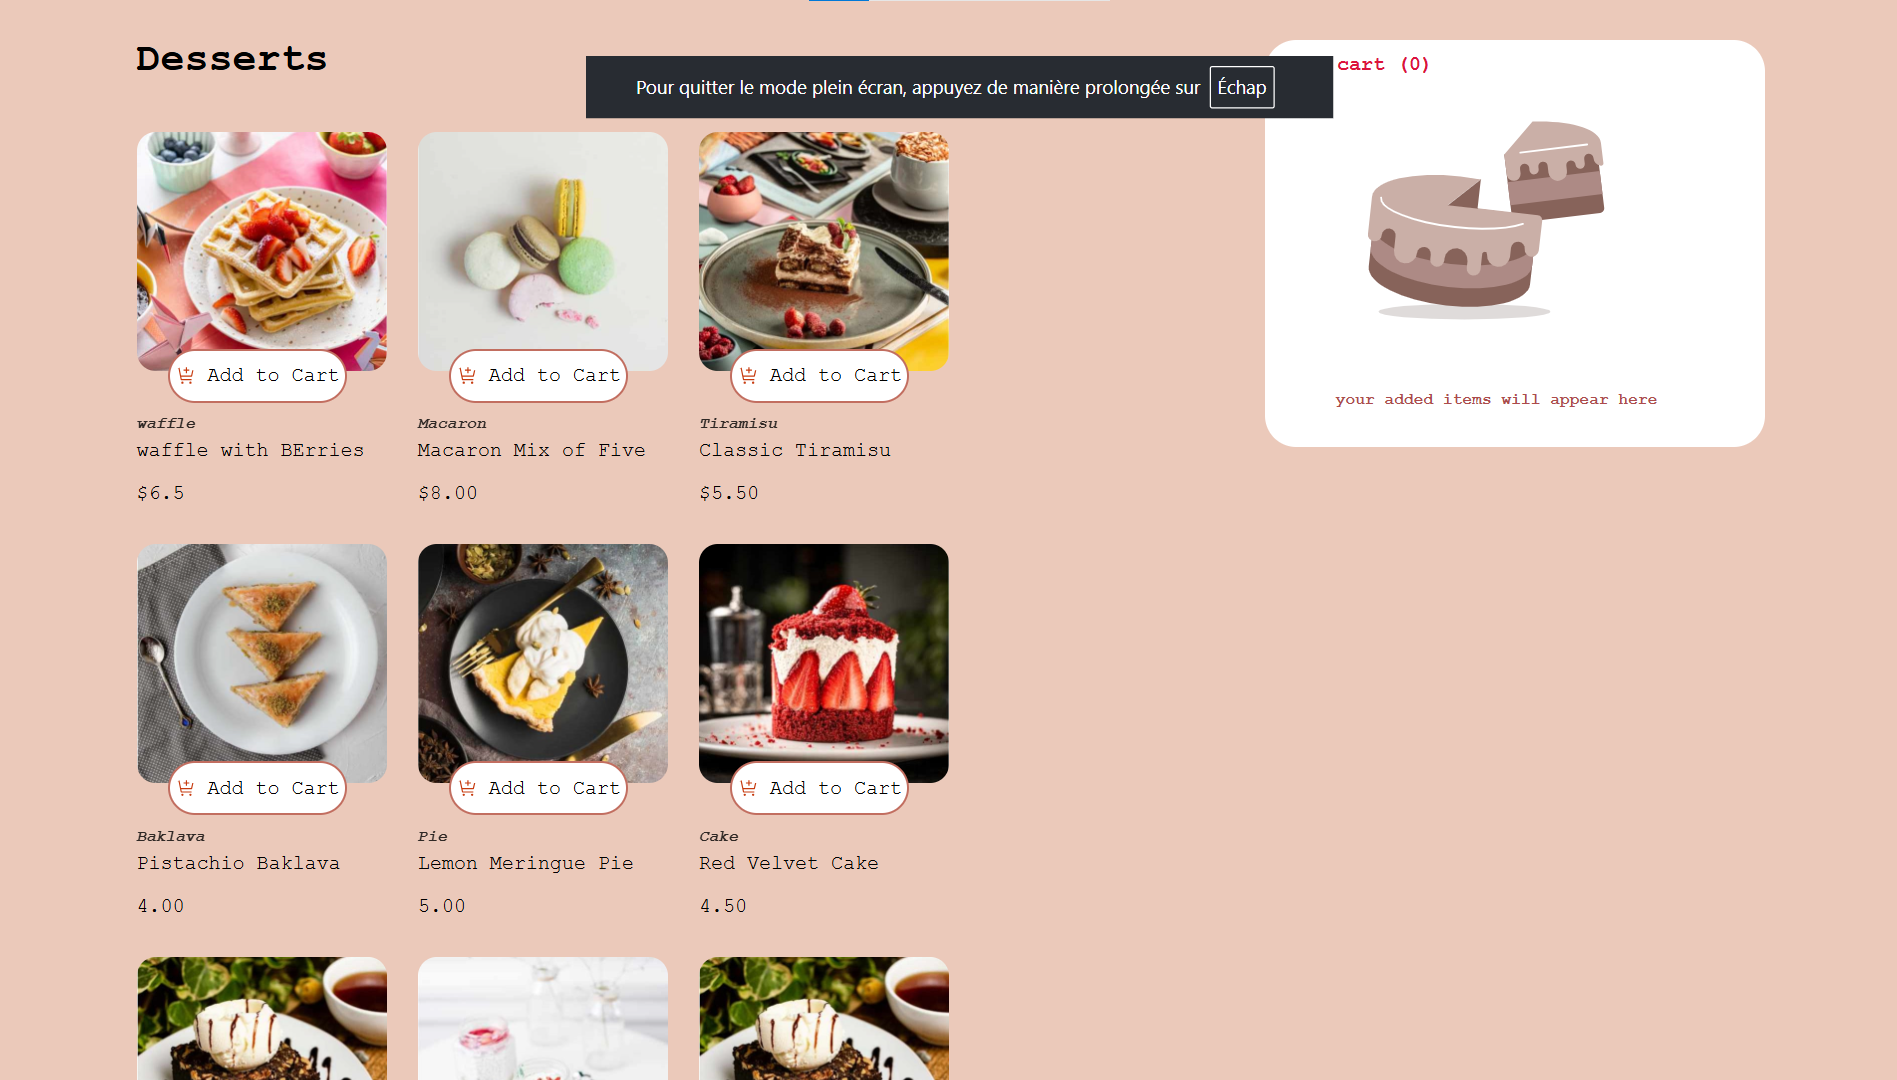 Desserts
Pour quitter le mode plein écran, appuyez de manière prolongée sur Échap
cart (0)
Add to Cart
Add to Cart
Add to Cart
waffle
waffle with BErries
$6.5
Macaron
Macaron Mix of Five
$8.00
Tiramisu
Classic Tiramisu
$5.50
your added items will appear here
Add to Cart
Add to Cart
Add to Cart
Baklava
Pistachio Baklava
4.00
Pie
Lemon Meringue Pie
5.00
Cake
Red Velvet Cake
4.50